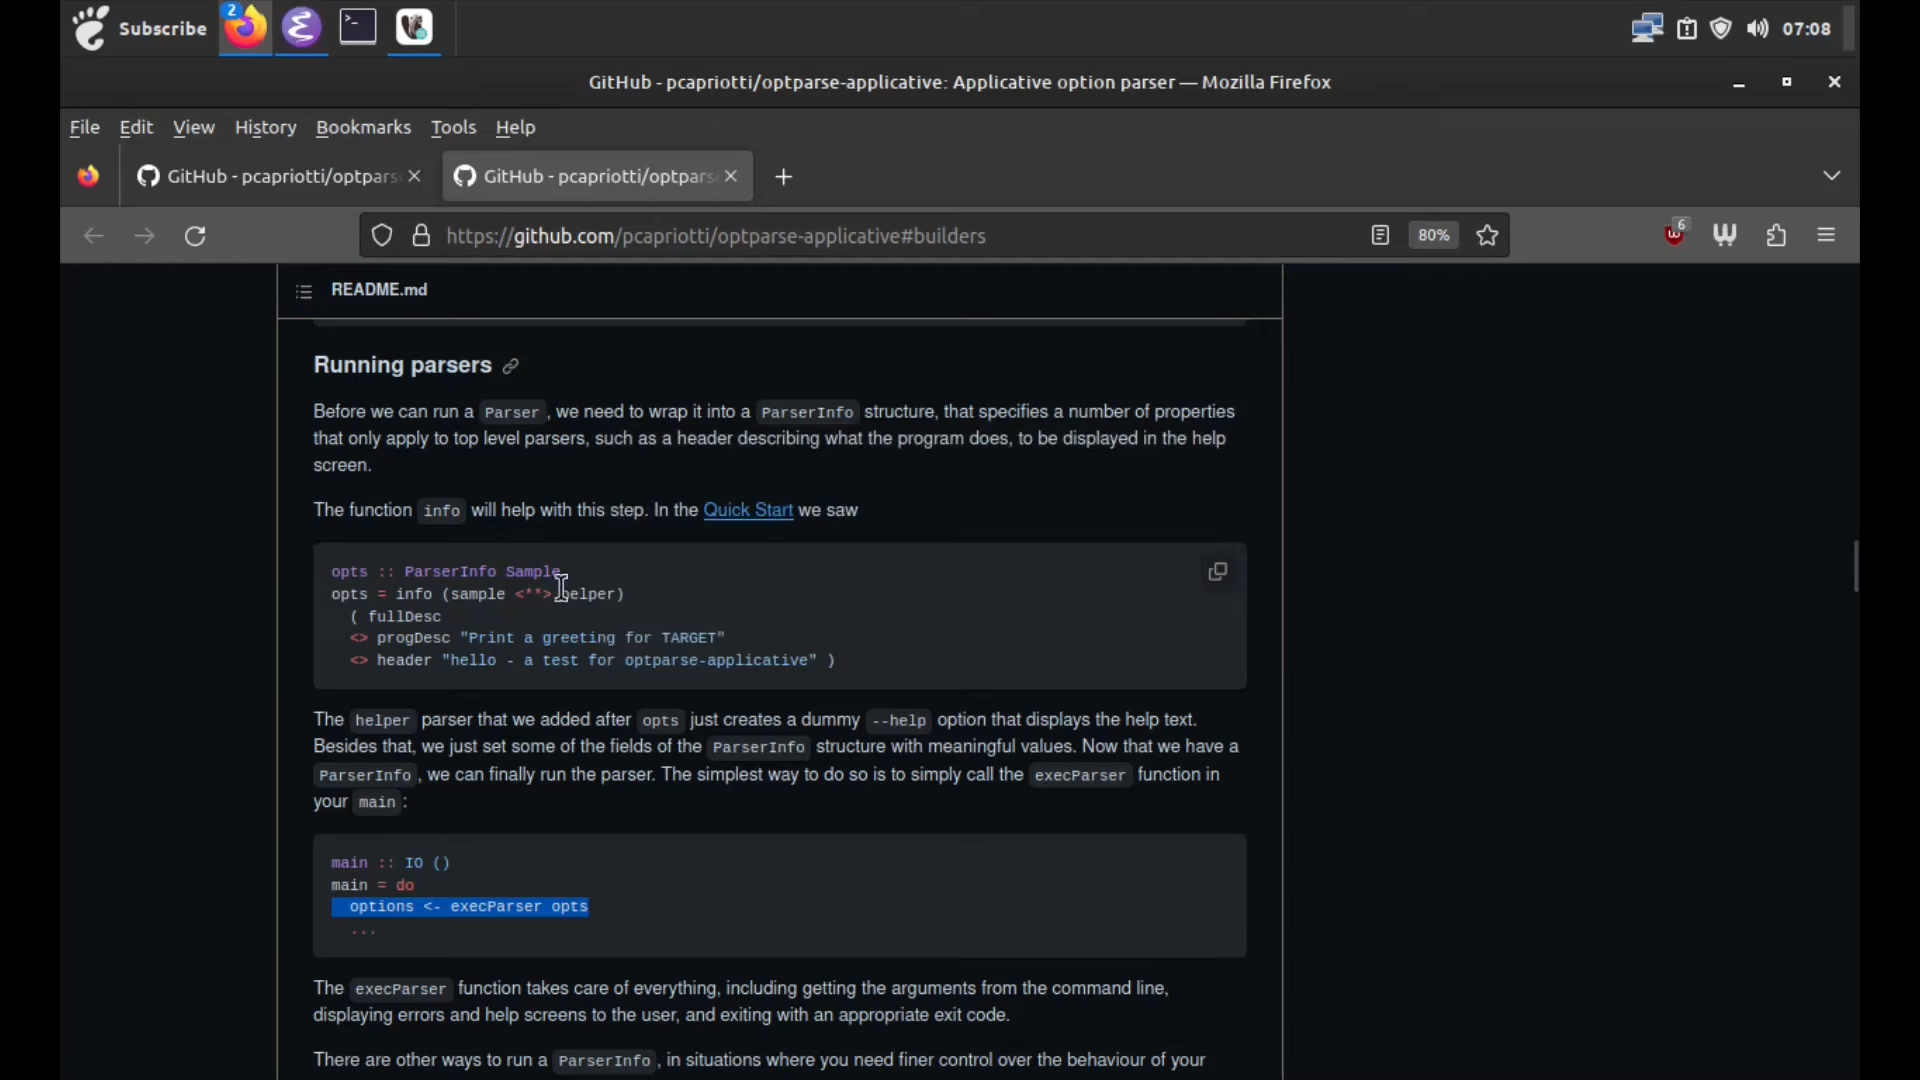 Subscribe
2
07:08
GitHub - pcapriotti/optparse-applicative: Applicative option parser — Mozilla Firefox
File Edit View History Bookmarks Tools Help
GitHub - pcapriotti/optpars
GitHub - pcapriotti/optpars
https://github.com/pcapriotti/optparse-applicative#builders
80%
6
README.md
Running parsers
Before we can run a Parser, we need to wrap it into a ParserInfo structure, that specifies a number of properties
that only apply to top level parsers, such as a header describing what the program does, to be displayed in the help
screen.
The function info will help with this step. In the Quick Start we saw
opts :: ParserInfo Sample
opts = info (sample <**> helper)
( fullDesc
<> progDesc "Print a greeting for TARGET"
<> header "hello - a test for optparse-applicative" )
The helper parser that we added after opts just creates a dummy --help option that displays the help text.
Besides that, we just set some of the fields of the ParserInfo structure with meaningful values. Now that we have a
ParserInfo, we can finally run the parser. The simplest way to do so is to simply call the execParser function in
your main:
main :: IO ()
main = do
options <- execParser opts
...
The execParser function takes care of everything, including getting the arguments from the command line,
displaying errors and help screens to the user, and exiting with an appropriate exit code.
There are other ways to run a ParserInfo, in situations where you need finer control over the behaviour of your